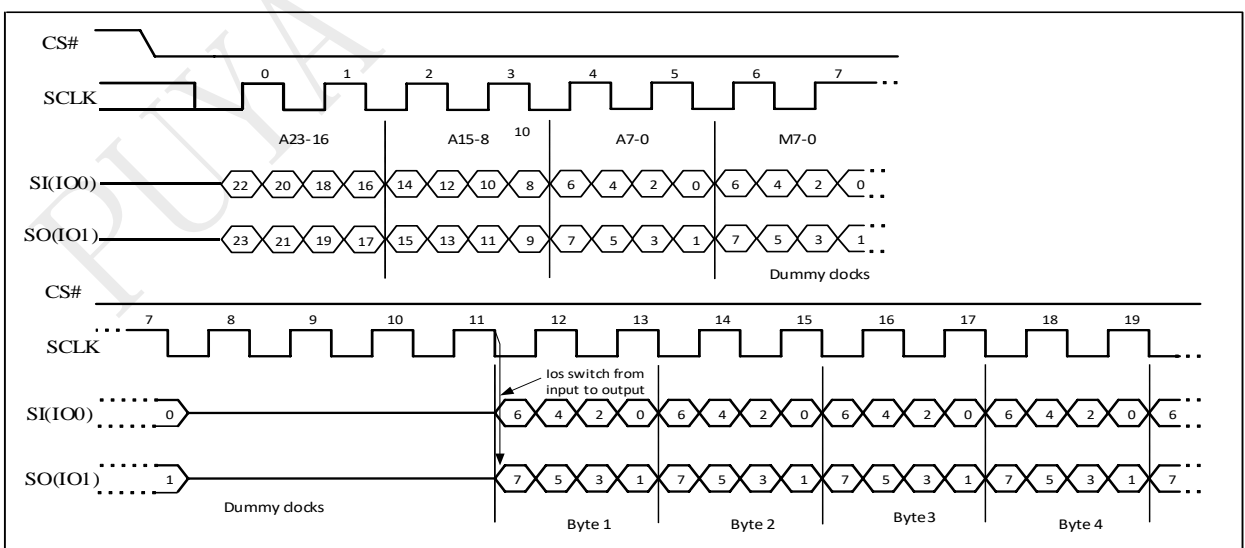 PUYA
CS#
SCLK
0 1 2 3 4 5 6 7
A23-16 A15-8 10 A7-0 M7-0
SI(IO0) 22 20 18 16 14 12 10 8 6 4 2 0 6 4 2 0
SO(IO1) 23 21 19 17 15 13 11 9 7 5 3 1 7 5 3 1
Dummy clocks
CS#
7 8 9 10 11 12 13 14 15 16 17 18 19
SCLK
Ios switch from
input to output
SI(IO0) 0 6 4 2 0 6 4 2 0 6 4 2 0 6 4 2 0 6
SO(IO1) 1 7 5 3 1 7 5 3 1 7 5 3 1 7 5 3 1 7
Dummy clocks
Byte 1 Byte 2 Byte3 Byte 4